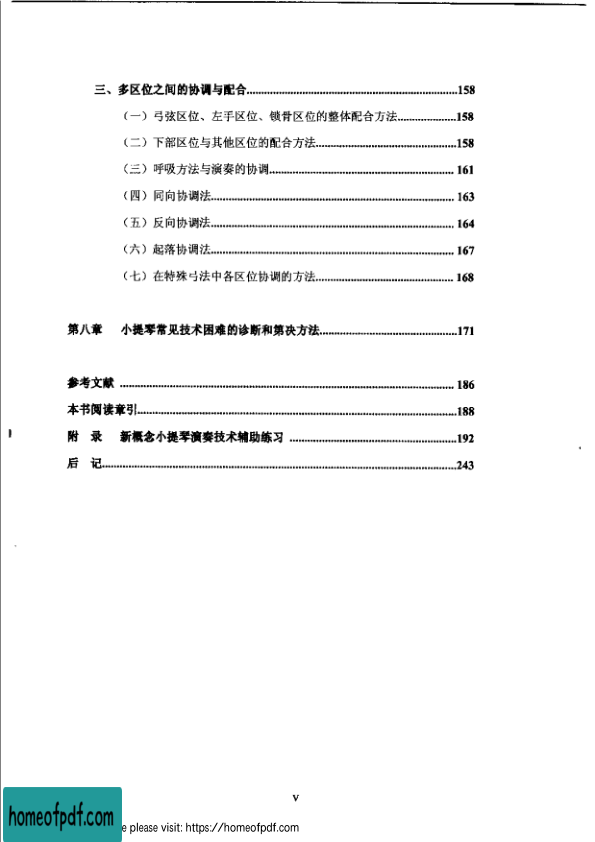 三、多区位之间的协调与配合................158
（一）弓弦区位、左手区位、锁骨区位的整体配合方法................158
（二）下部区位与其他区位的配合方法................158
（三）呼吸方法与演奏的协调................161
（四）同向协调法................163
（五）反向协调法................164
（六）起落协调法................167
（七）在特殊弓法中各区位协调的方法................168
第八章 小提琴常见技术困难的诊断和第决方法................171
参考文献................186
本书阅读章引................188
附 录 新概念小提琴演奏技术辅助练习................192
后 记................243
v
homeofpdf.com
e please visit: https://homeofpdf.com